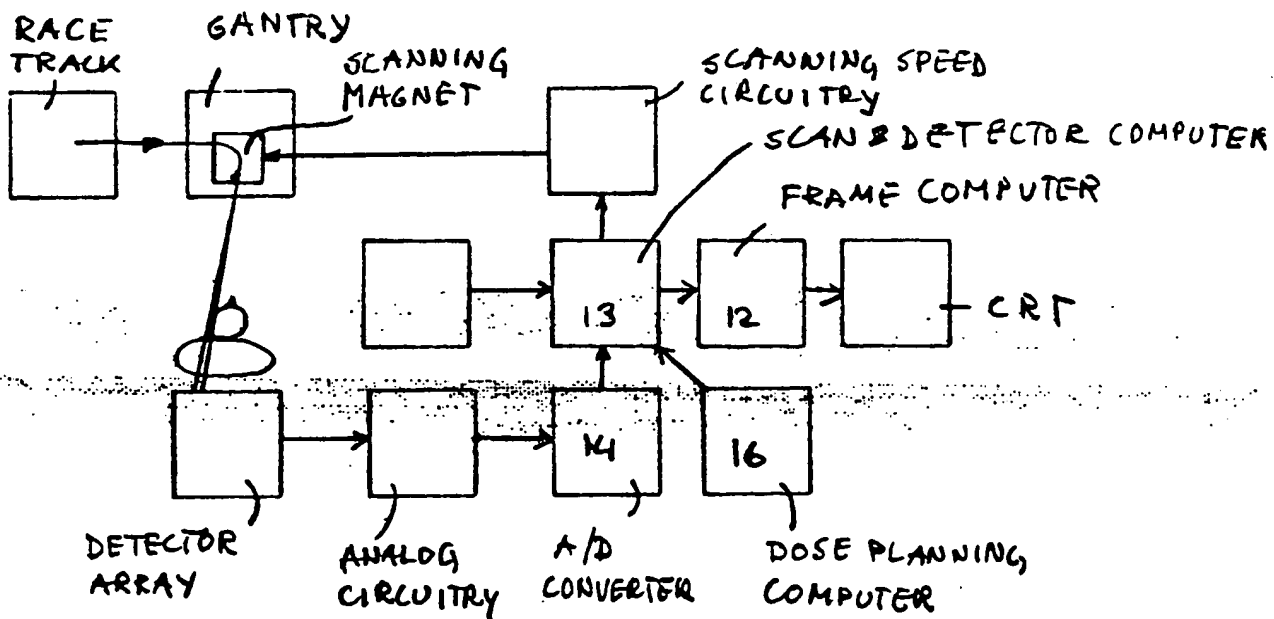 RACE
TRACK
GANTRY
SCANNING
MAGNET
SCANNING SPEED
CIRCUITRY
SCAN & DETECTOR COMPUTER
FRAME COMPUTER
13
12
CRT
14
16
DETECTOR
ARRAY
ANALOG
CIRCUITRY
A/D
CONVERTER
DOSE PLANNING
COMPUTER